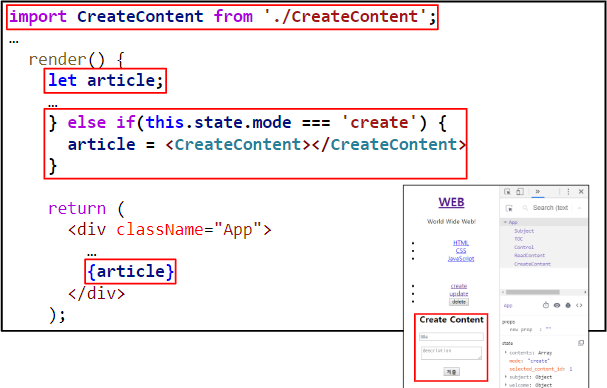 import CreateContent from './CreateContent';
…
render() {
let article;
…
} else if(this.state.mode === 'create') {
article = <CreateContent></CreateContent>
}
return (
<div className="App">
…
{article}
</div>
);
WEB
World Wide Web!
HTML
CSS
JavaScript
create
update
delete
Create Content
title
description
제출
»
Search (text
App
Subject
TOC
Control
ReadContent
CreateContent
app
props
new prop : ""
state
contents: Array
mode: "create"
selected_content_id: 1
subject: Object
welcome: Object